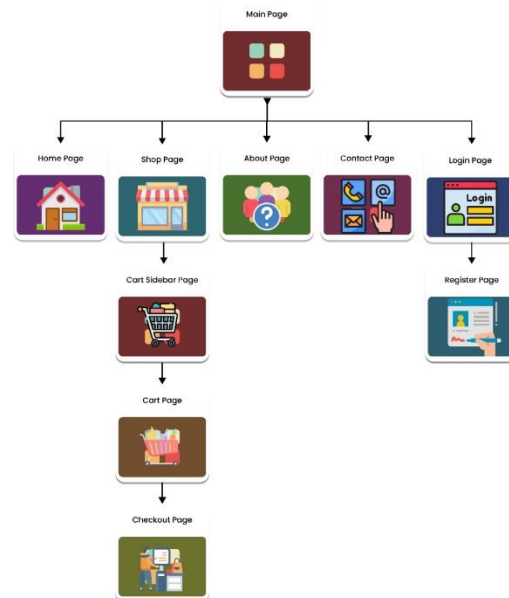 Main Page
Home Page
Shop Page
About Page
Contact Page
Login Page
Login
Cart Sidebar Page
Register Page
Cart Page
Checkout Page